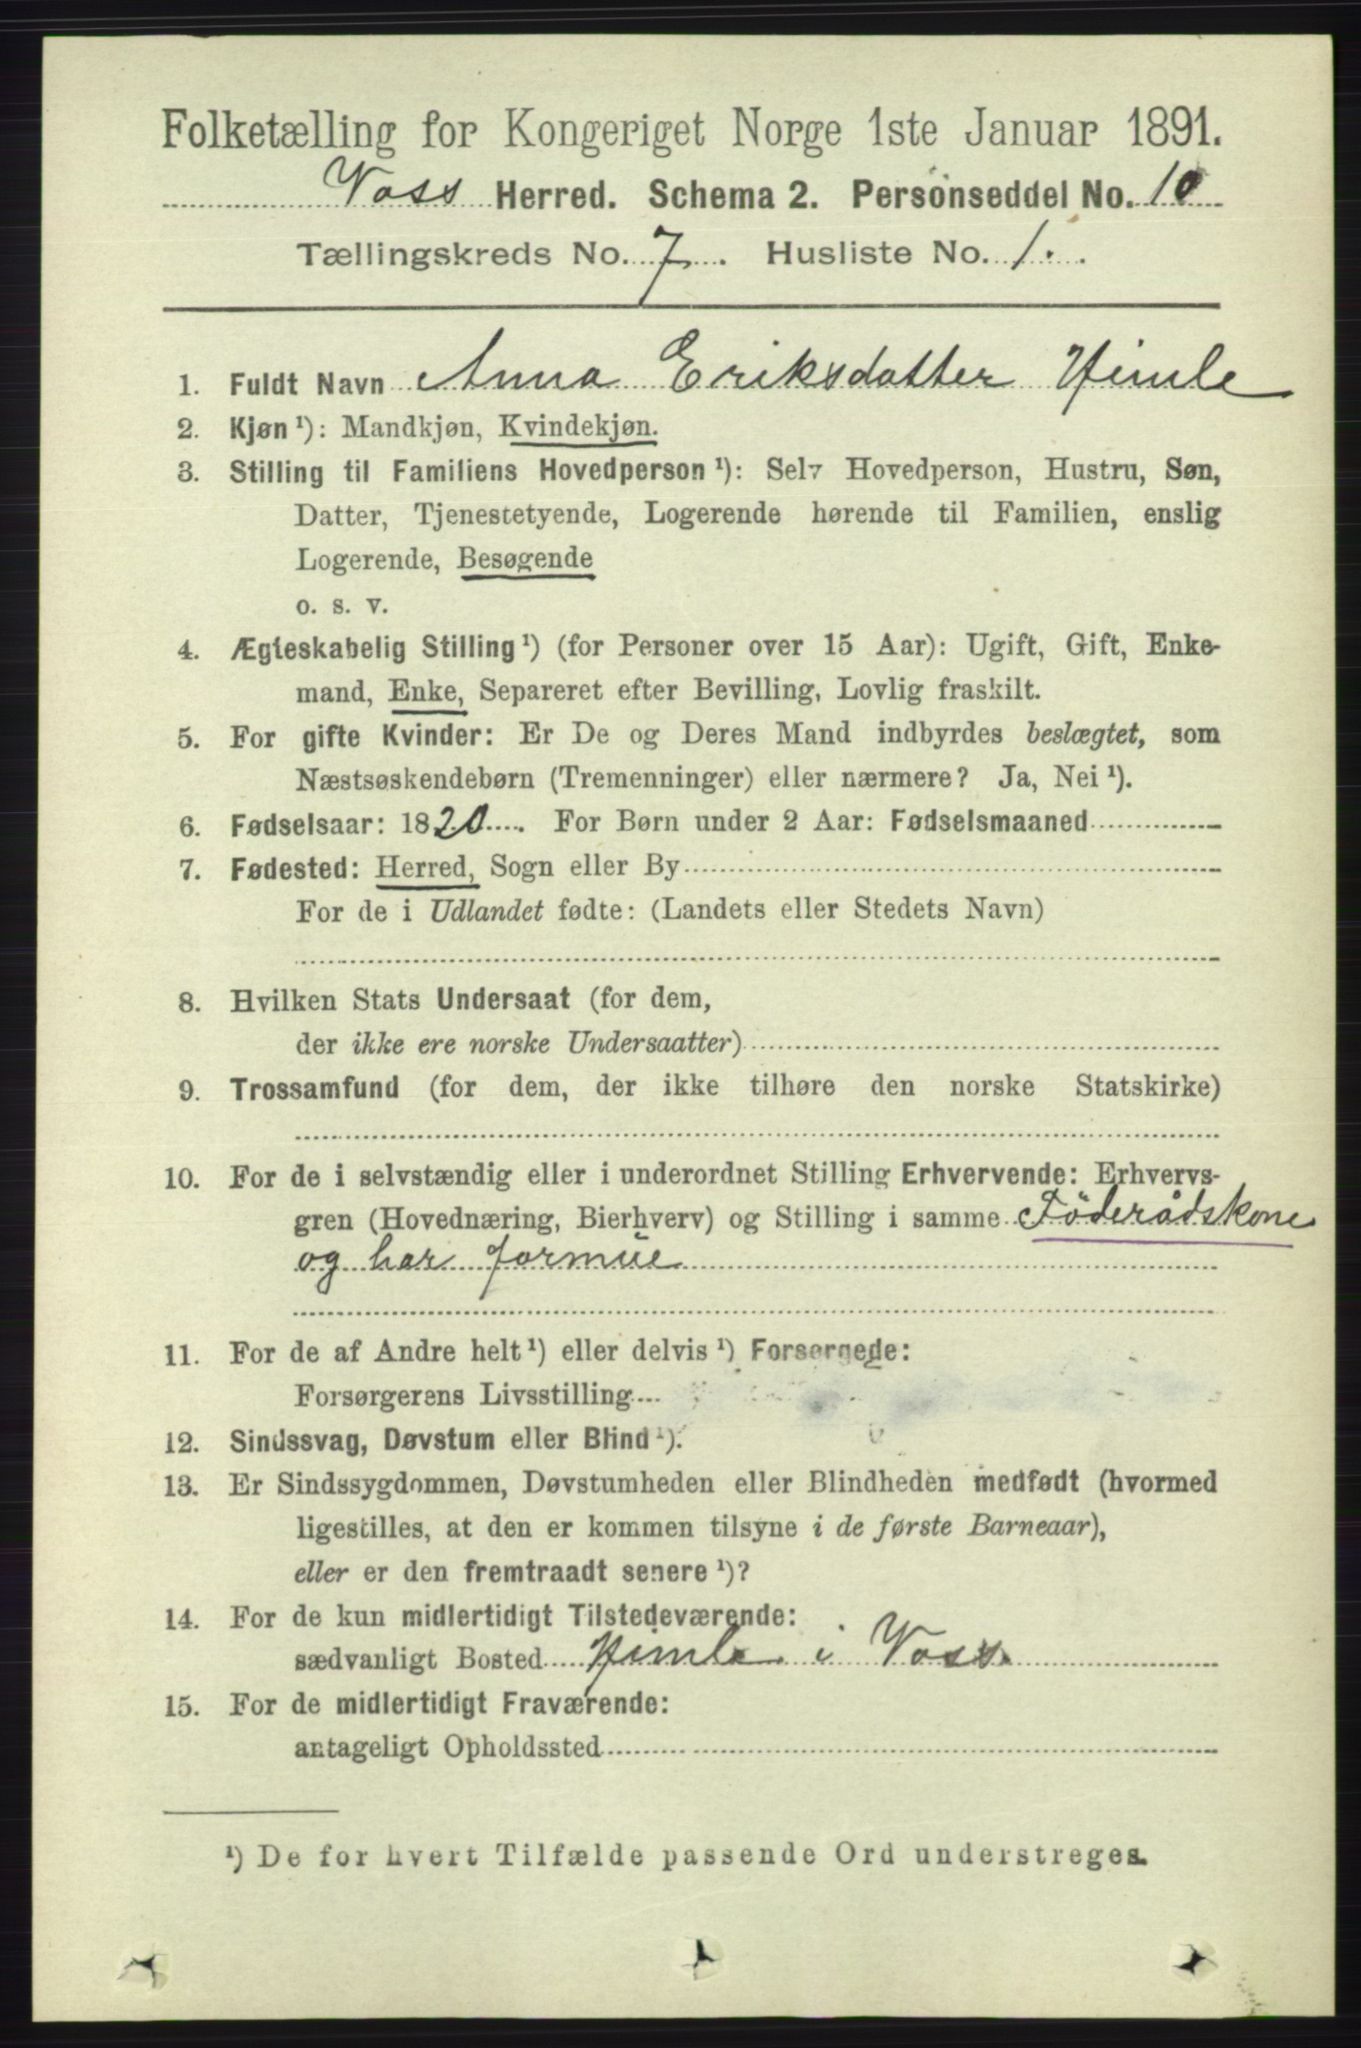 Folketælling for Kongeriget Norge 1ste Januar 1891.
Voss Herred. Schema 2. Personseddel No. 10
Tællingskreds No. 7. Husliste No. 1.
1. Fuldt Navn Anna Eriksdatter Himle
2. Kjøn ¹): Mandkjøn, Kvindekjøn.
3. Stilling til Familiens Hovedperson ¹): Selv Hovedperson, Hustru, Søn,
Datter, Tjenestetyende, Logerende hørende til Familien, enslig
Logerende, Besøgende
o. s. v.
4. Ægteskabelig Stilling ¹) (for Personer over 15 Aar): Ugift, Gift, Enke-
mand, Enke, Separeret efter Bevilling, Lovlig fraskilt.
5. For gifte Kvinder: Er De og Deres Mand indbyrdes beslægtet, som
Næstsøskendebørn (Tremenninger) eller nærmere? Ja, Nei ¹).
6. Fødselsaar: 1820. For Børn under 2 Aar: Fødselsmaaned
7. Fødested: Herred, Sogn eller By
For de i Udlandet fødte: (Landets eller Stedets Navn)
8. Hvilken Stats Undersaat (for dem,
der ikke ere norske Undersaatter)
9. Trossamfund (for dem, der ikke tilhøre den norske Statskirke)
10. For de i selvstændig eller i underordnet Stilling Erhvervende: Erhvervs-
gren (Hovednæring, Bierhverv) og Stilling i samme Föderådskone
og har formue
11. For de af Andre helt ¹) eller delvis ¹) Forsørgede:
Forsørgerens Livsstilling
12. Sindssvag, Døvstum eller Blind ¹).
13. Er Sindssygdommen, Døvstumheden eller Blindheden medfødt (hvormed
ligestilles, at den er kommen tilsyne i de første Barneaar),
eller er den fremtraadt senere ¹)?
14. For de kun midlertidigt Tilstedeværende:
sædvanligt Bosted Himle i Voss.
15. For de midlertidigt Fraværende:
antageligt Opholdssted
¹) De for hvert Tilfælde passende Ord understreges.